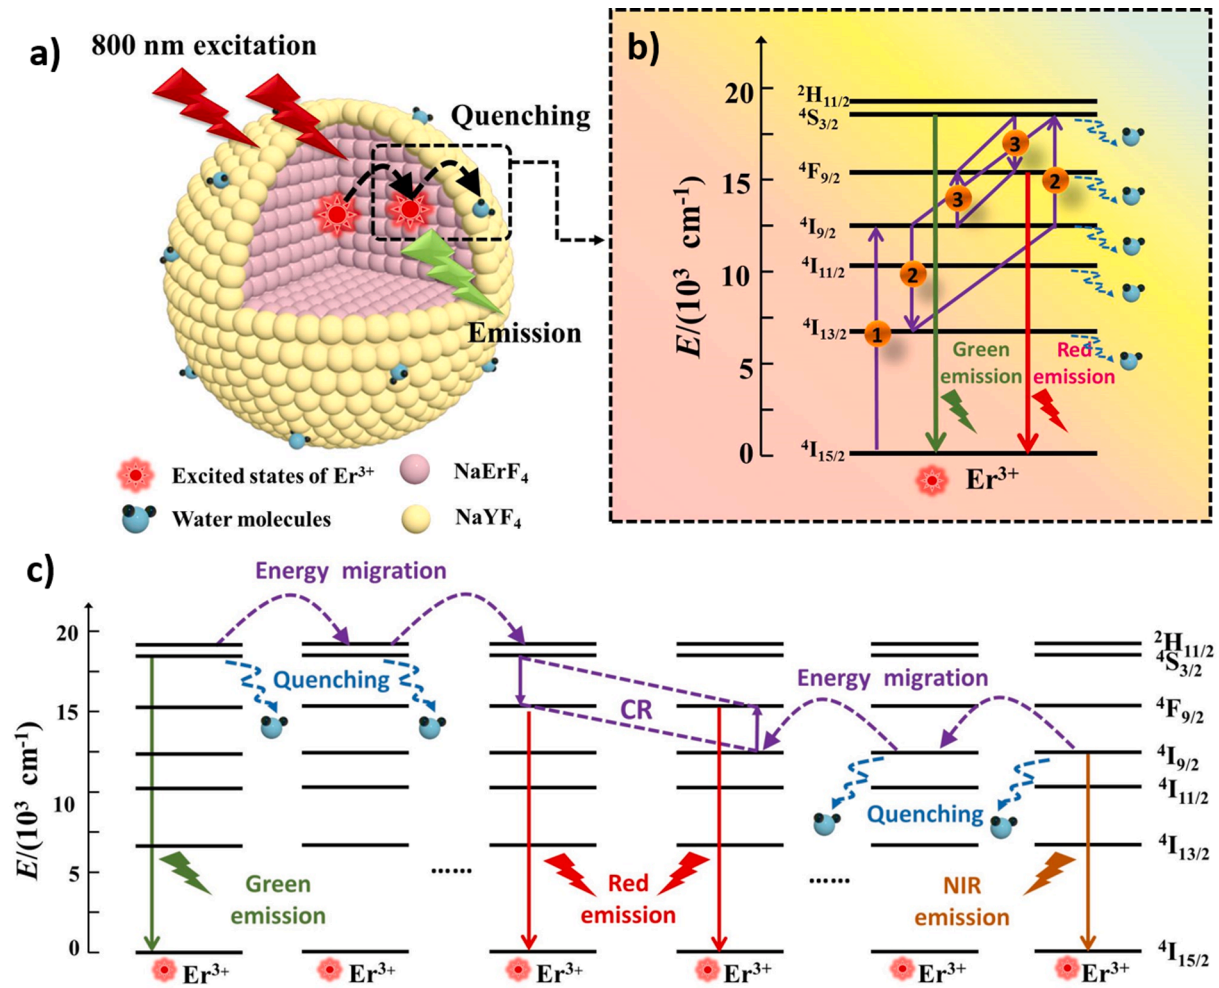 a)
800 nm excitation
Quenching
Emission
Excited states of Er³⁺
NaErF₄
Water molecules
NaYF₄
b)
E/(10³ cm⁻¹)
20
15
10
5
0
²H₁₁/₂
⁴S₃/₂
⁴F₉/₂
⁴I₉/₂
⁴I₁₁/₂
⁴I₁₃/₂
⁴I₁₅/₂
3
2
3
2
1
Green
emission
Red
emission
Er³⁺
c)
Energy migration
E/(10³ cm⁻¹)
20
15
10
5
0
Quenching
CR
Energy migration
Quenching
²H₁₁/₂
⁴S₃/₂
⁴F₉/₂
⁴I₉/₂
⁴I₁₁/₂
⁴I₁₃/₂
⁴I₁₅/₂
......
......
Green
emission
Red
emission
NIR
emission
Er³⁺ Er³⁺ Er³⁺ Er³⁺ Er³⁺ Er³⁺